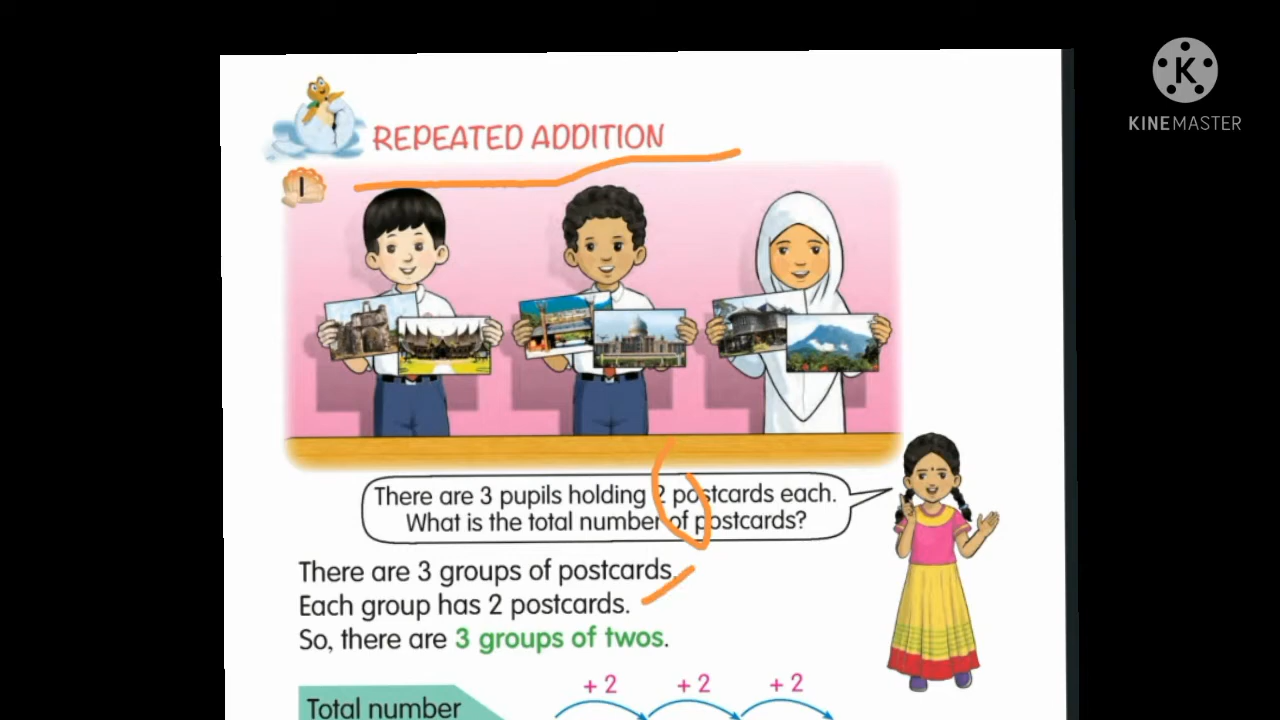 K
KINEMASTER
REPEATED ADDITION
1
There are 3 pupils holding 2 postcards each.
What is the total number of postcards?
There are 3 groups of postcards.
Each group has 2 postcards.
So, there are 3 groups of twos.
+ 2 + 2 + 2
Total number